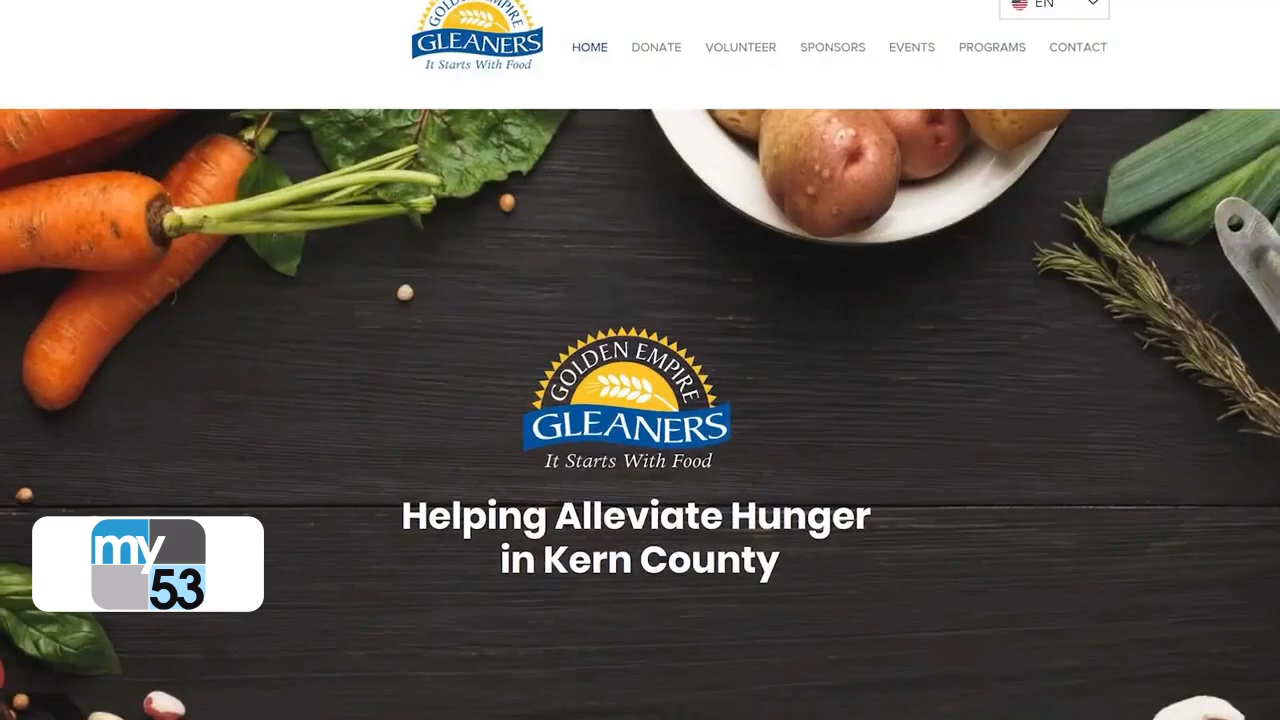 GOLDEN EMPIRE
GLEANERS
It Starts With Food
EN
HOME DONATE VOLUNTEER SPONSORS EVENTS PROGRAMS CONTACT
GOLDEN EMPIRE
GLEANERS
It Starts With Food
Helping Alleviate Hunger
in Kern County
my
53